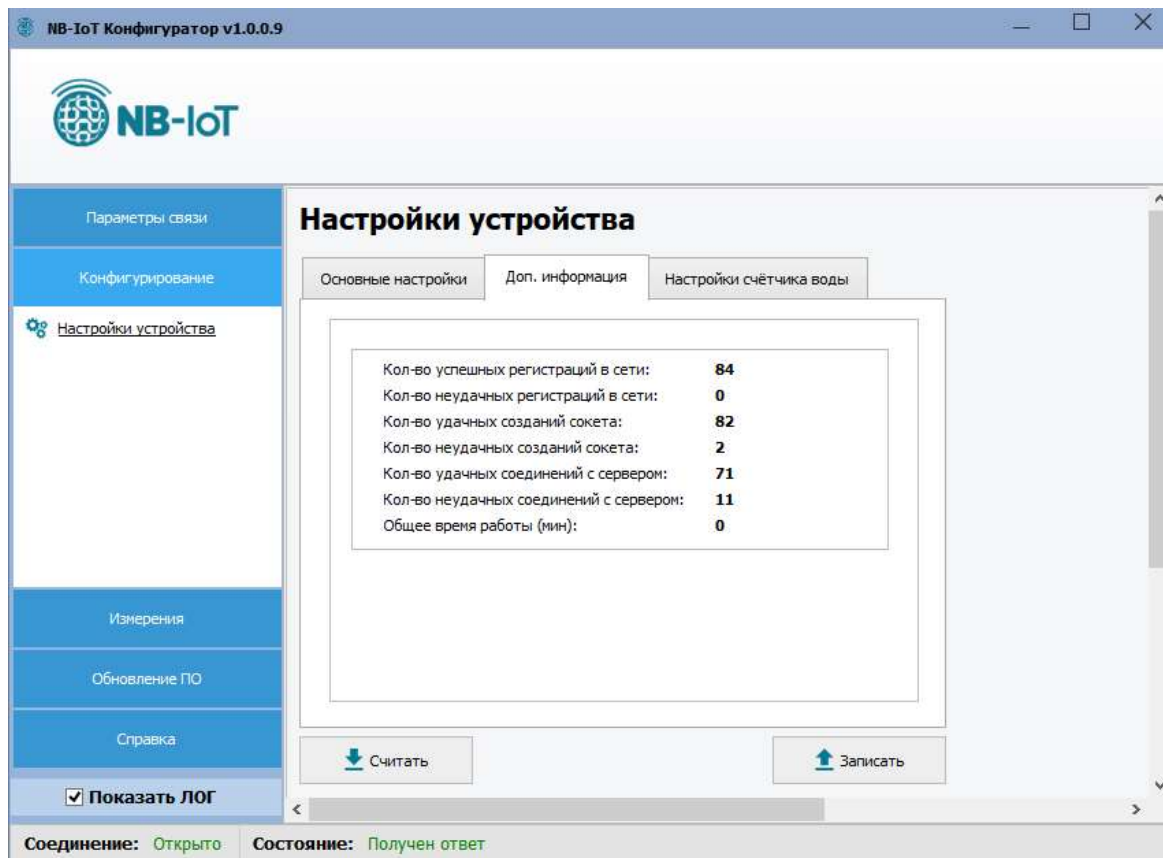 NB-IoT Конфигуратор v1.0.0.9
NB-IoT
Параметры связи
Конфигурирование
Настройки устройства
Измерения
Обновление ПО
Справка
Показать ЛОГ
Настройки устройства
Основные настройки Доп. информация Настройки счётчика воды
Кол-во успешных регистраций в сети: 84
Кол-во неудачных регистраций в сети: 0
Кол-во удачных созданий сокета: 82
Кол-во неудачных созданий сокета: 2
Кол-во удачных соединений с сервером: 71
Кол-во неудачных соединений с сервером: 11
Общее время работы (мин): 0
Считать Записать
Соединение: Открыто Состояние: Получен ответ